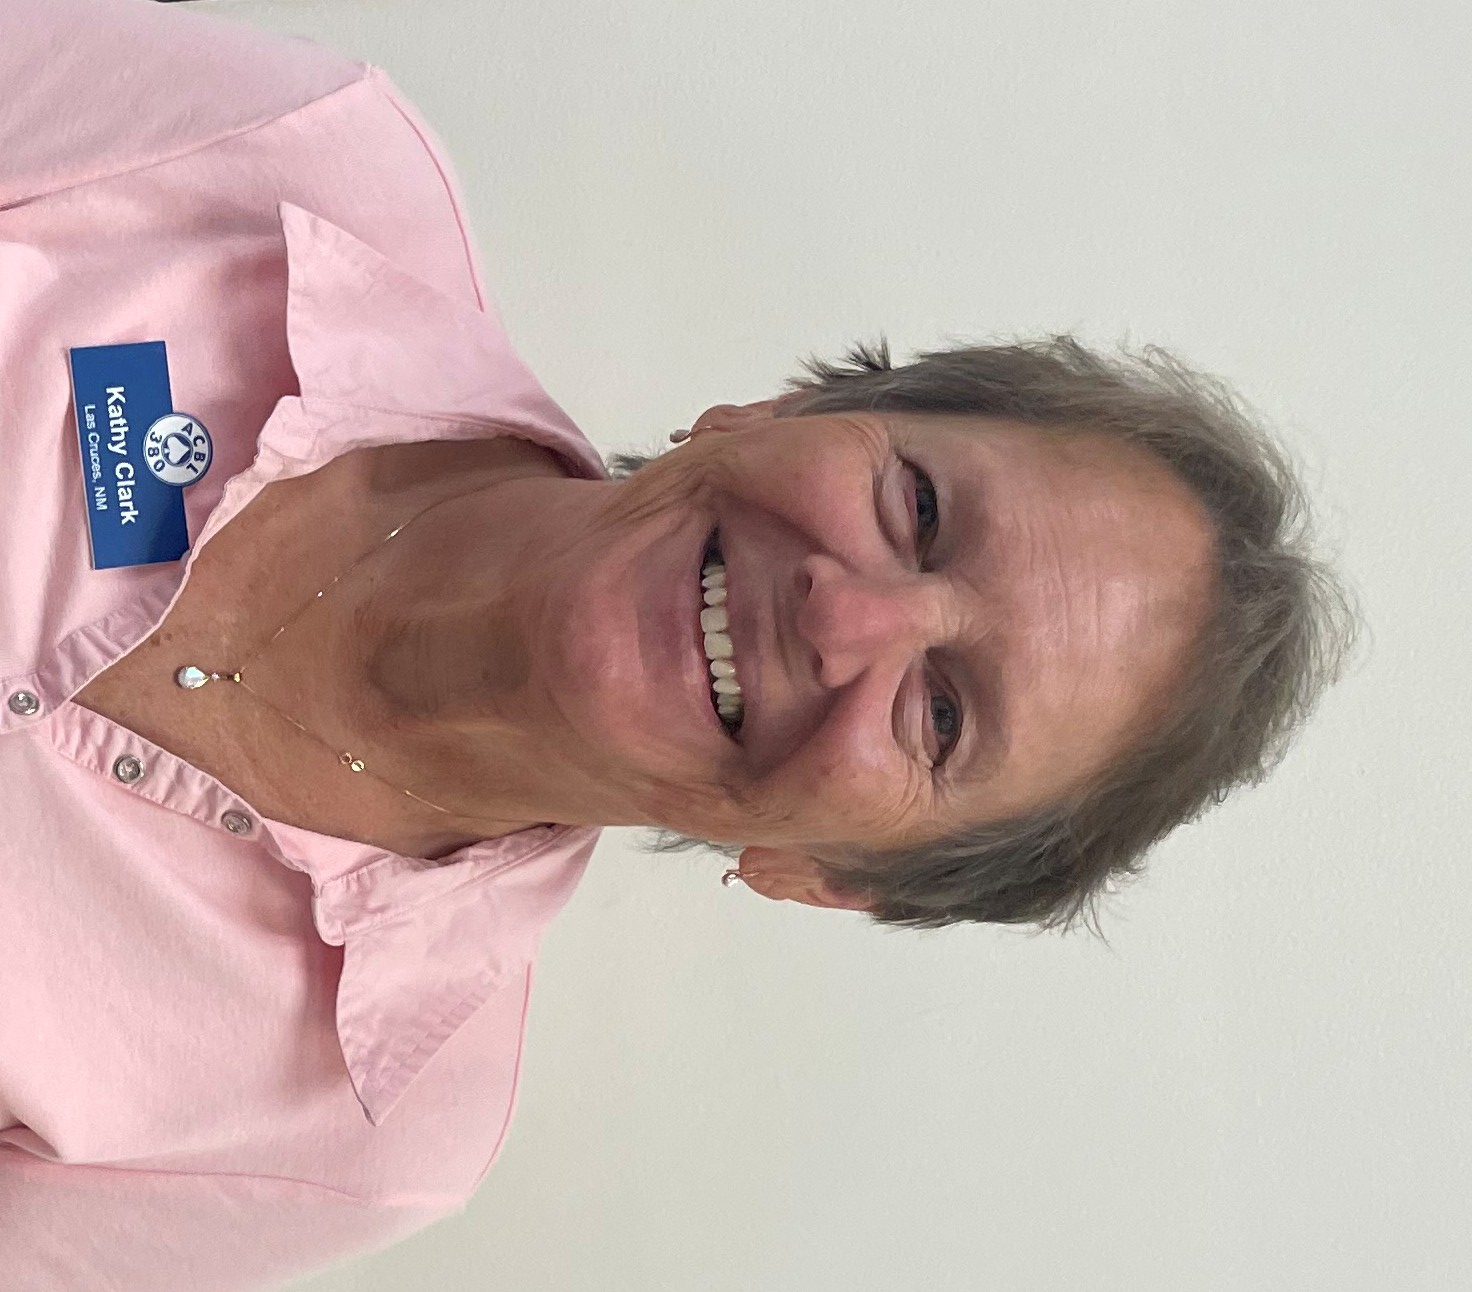 ACBL
380
Kathy Clark
Las Cruces, NM